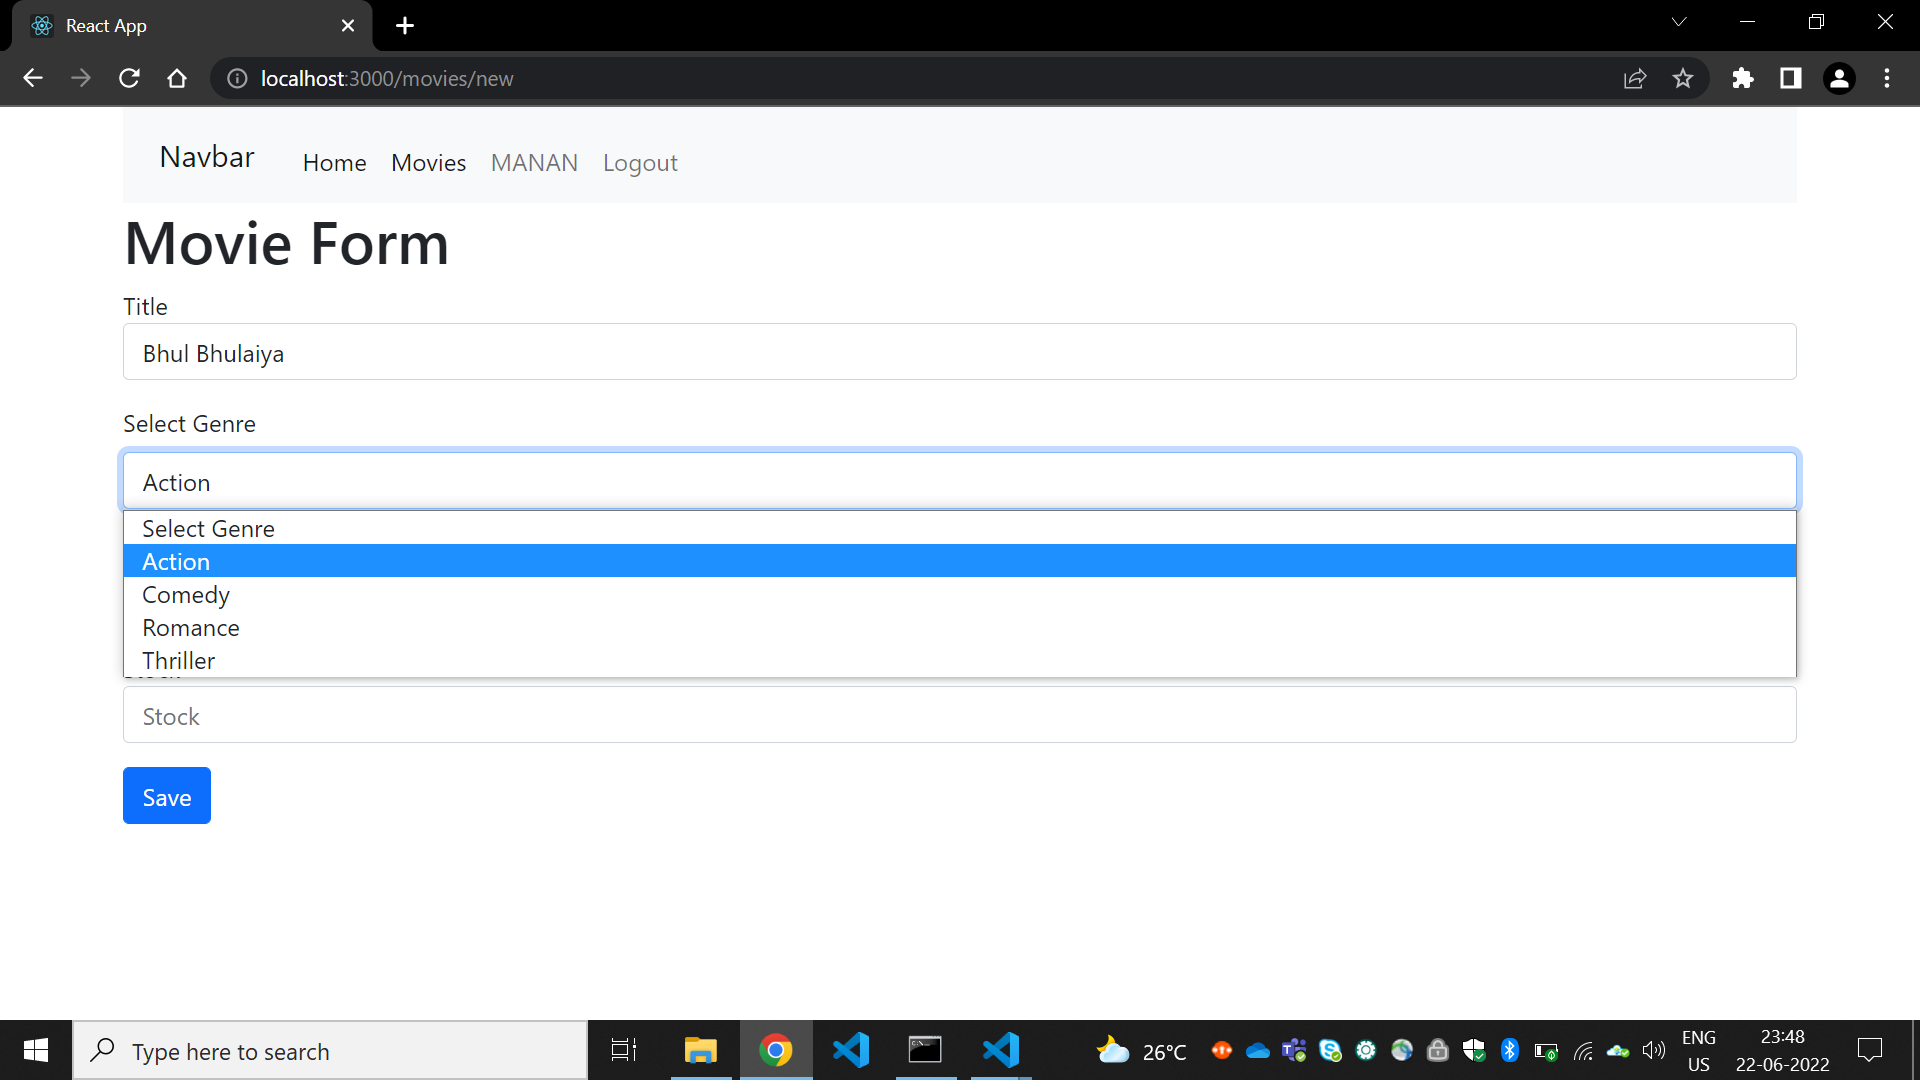 React App
localhost:3000/movies/new
Navbar Home Movies MANAN Logout
Movie Form
Title
Bhul Bhulaiya
Select Genre
Action
Select Genre
Action
Comedy
Romance
Thriller
Stock
Save
Type here to search
26°C
ENG
US
23:48
22-06-2022